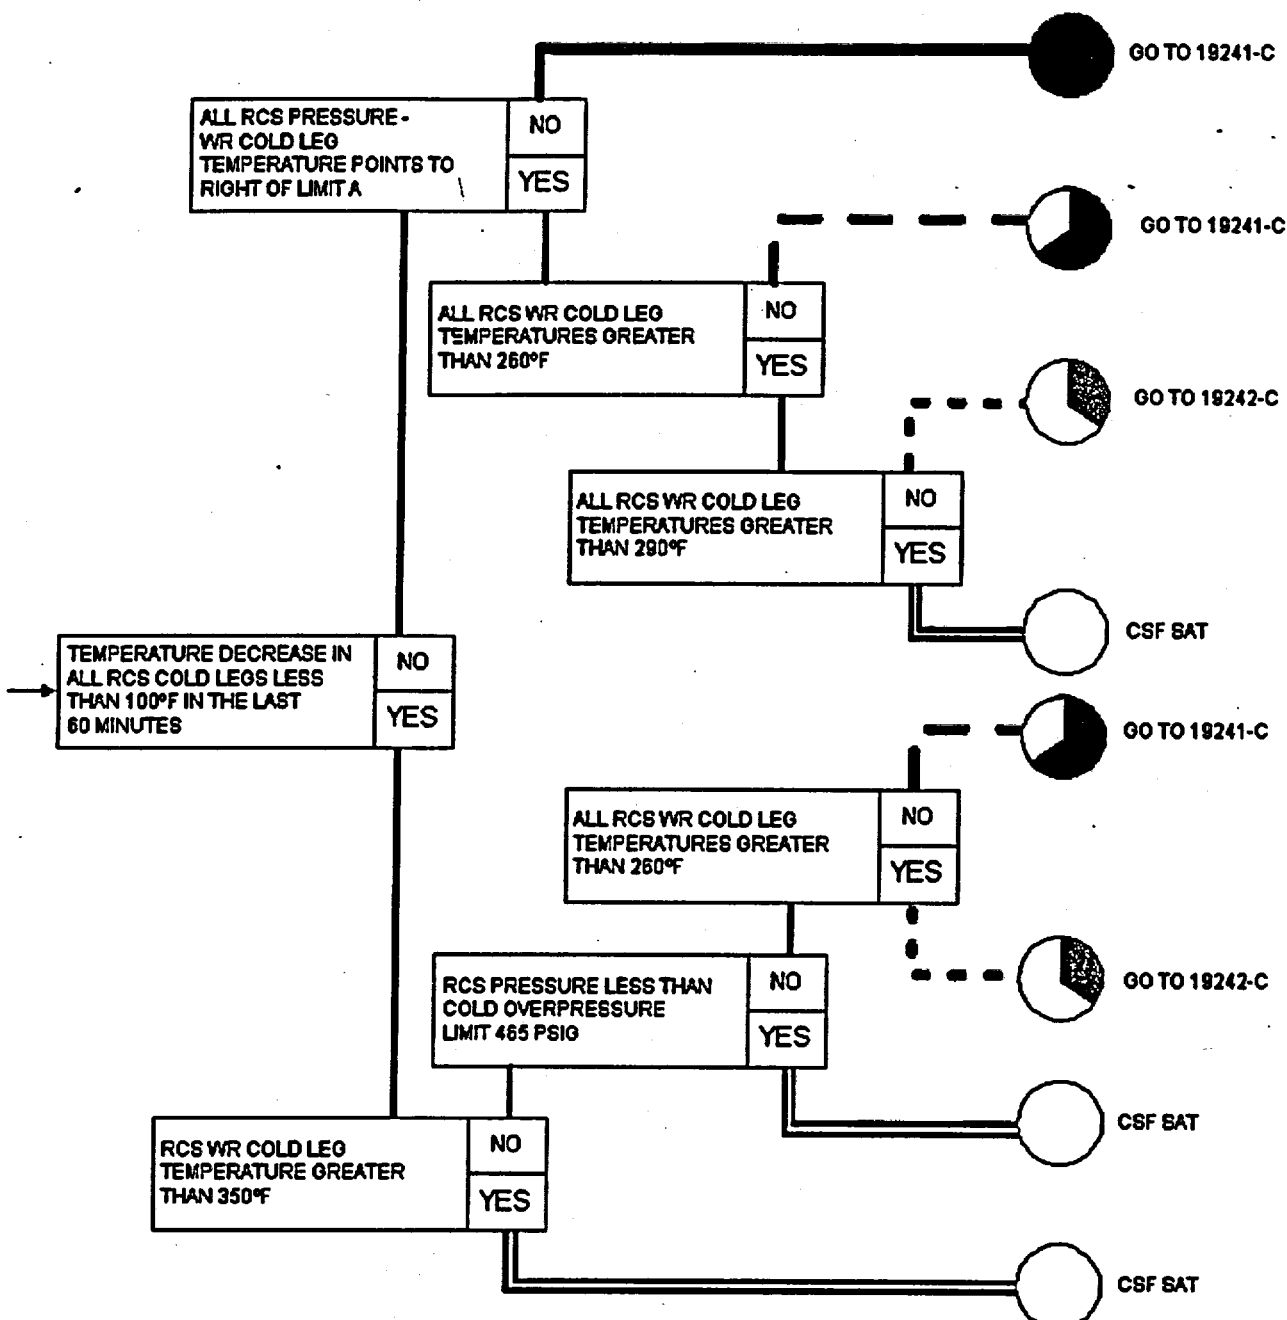 GO TO 19241-C
ALL RCS PRESSURE -
WR COLD LEG
TEMPERATURE POINTS TO
RIGHT OF LIMIT A
NO
YES
GO TO 19241-C
ALL RCS WR COLD LEG
TEMPERATURES GREATER
THAN 260ºF
NO
YES
GO TO 19242-C
ALL RCS WR COLD LEG
TEMPERATURES GREATER
THAN 290ºF
NO
YES
CSF SAT
TEMPERATURE DECREASE IN
ALL RCS COLD LEGS LESS
THAN 100ºF IN THE LAST
60 MINUTES
NO
YES
GO TO 19241-C
ALL RCS WR COLD LEG
TEMPERATURES GREATER
THAN 260ºF
NO
YES
GO TO 19242-C
RCS PRESSURE LESS THAN
COLD OVERPRESSURE
LIMIT 465 PSIG
NO
YES
CSF SAT
RCS WR COLD LEG
TEMPERATURE GREATER
THAN 350ºF
NO
YES
CSF SAT